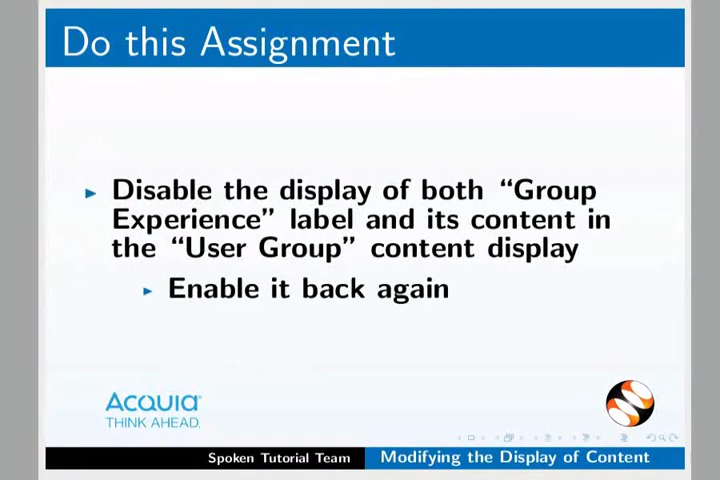 Do this Assignment
Disable the display of both “Group
Experience” label and its content in
the “User Group” content display
Enable it back again
ACQUIA
THINK AHEAD.
Spoken Tutorial Team
Modifying the Display of Content